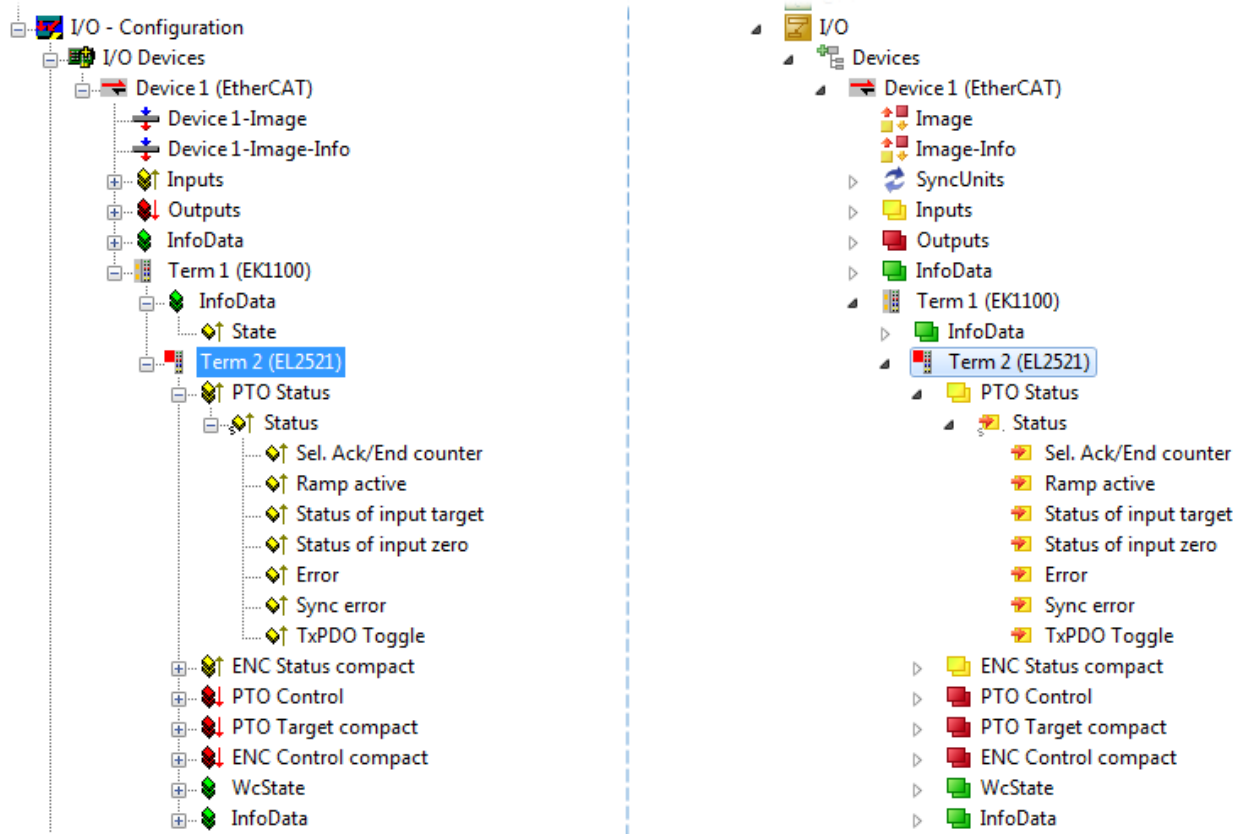 I/O - Configuration
I/O Devices
Device 1 (EtherCAT)
Device 1-Image
Device 1-Image-Info
Inputs
Outputs
InfoData
Term 1 (EK1100)
InfoData
State
Term 2 (EL2521)
PTO Status
Status
Sel. Ack/End counter
Ramp active
Status of input target
Status of input zero
Error
Sync error
TxPDO Toggle
ENC Status compact
PTO Control
PTO Target compact
ENC Control compact
WcState
InfoData
I/O
Devices
Device 1 (EtherCAT)
Image
Image-Info
SyncUnits
Inputs
Outputs
InfoData
Term 1 (EK1100)
InfoData
Term 2 (EL2521)
PTO Status
Status
Sel. Ack/End counter
Ramp active
Status of input target
Status of input zero
Error
Sync error
TxPDO Toggle
ENC Status compact
PTO Control
PTO Target compact
ENC Control compact
WcState
InfoData